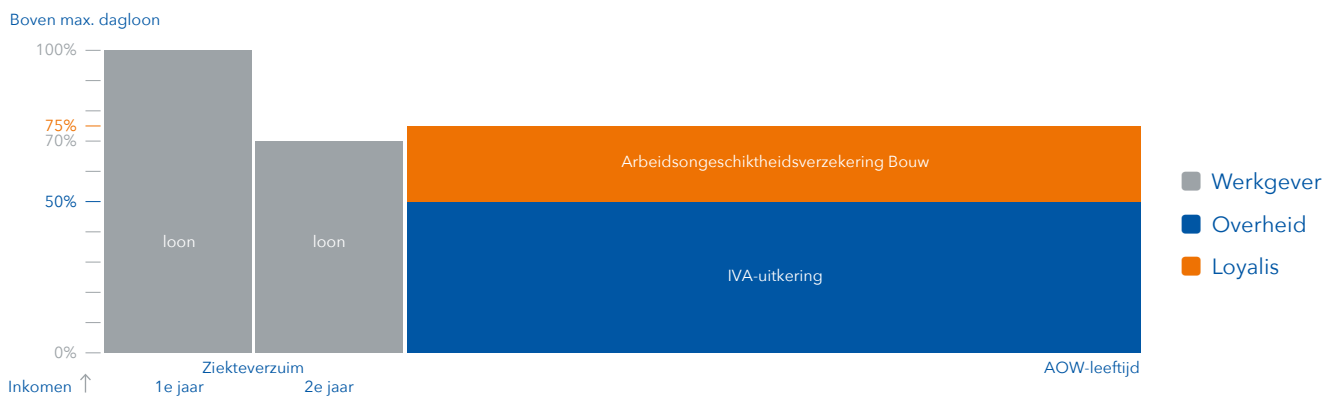 Boven max. dagloon
100%
75%
70%
50%
0%
loon
loon
Arbeidsongeschiktheidsverzekering Bouw
IVA-uitkering
Werkgever
Overheid
Loyalis
Ziekteverzuim
AOW-leeftijd
Inkomen
1e jaar
2e jaar